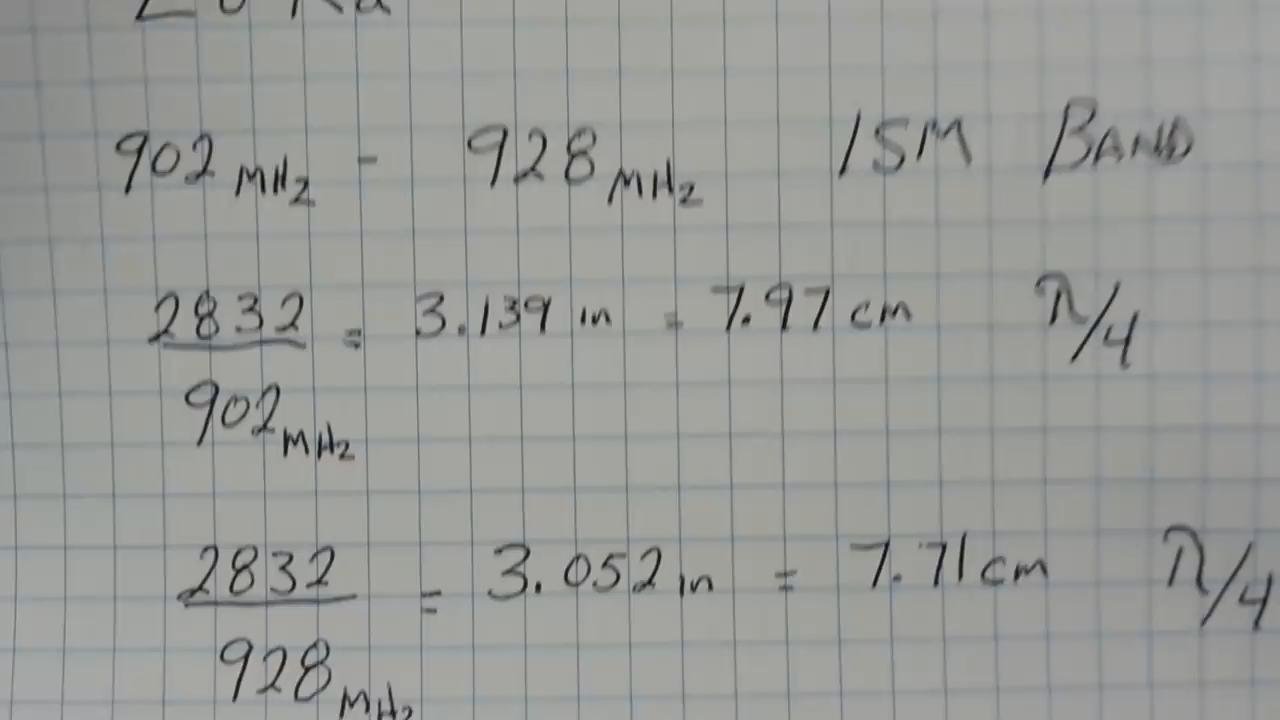 902 MHz - 928 MHz ISM BAND
2832 = 3.139 in = 7.97 cm λ/4
902 MHz
2832 = 3.052 in = 7.71 cm λ/4
928 MHz